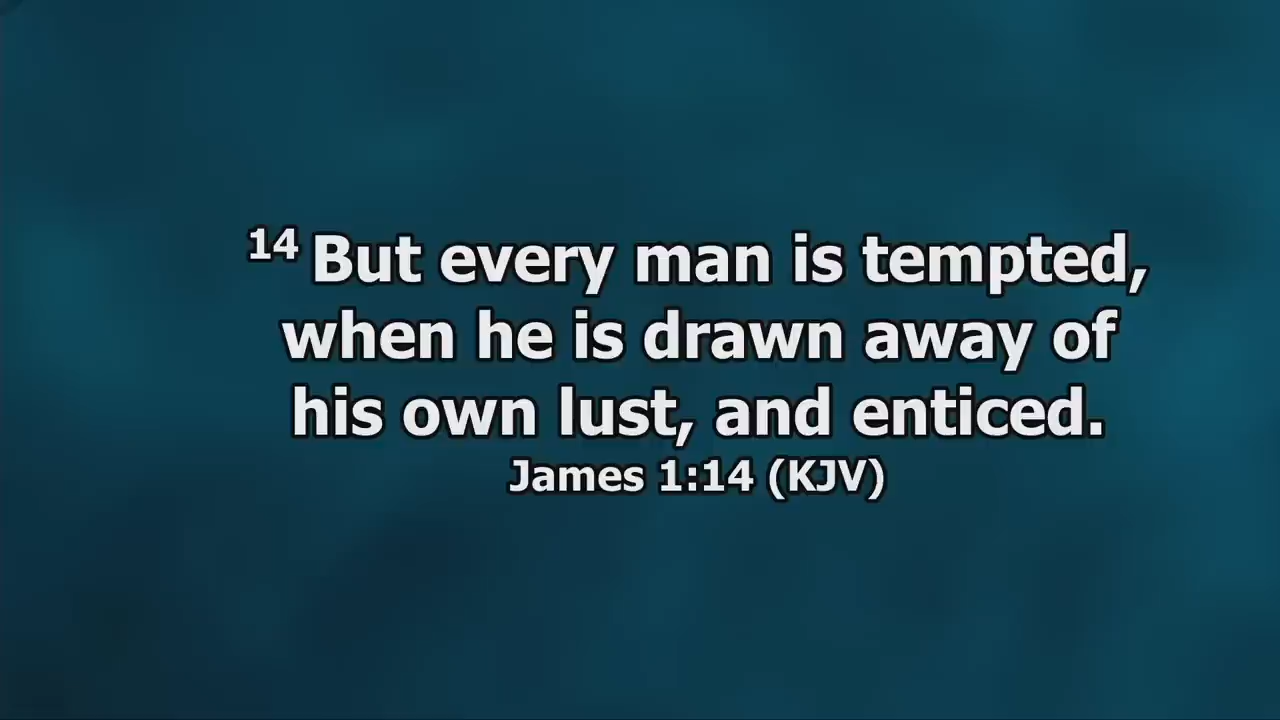 14 But every man is tempted,
when he is drawn away of
his own lust, and enticed.
James 1:14 (KJV)